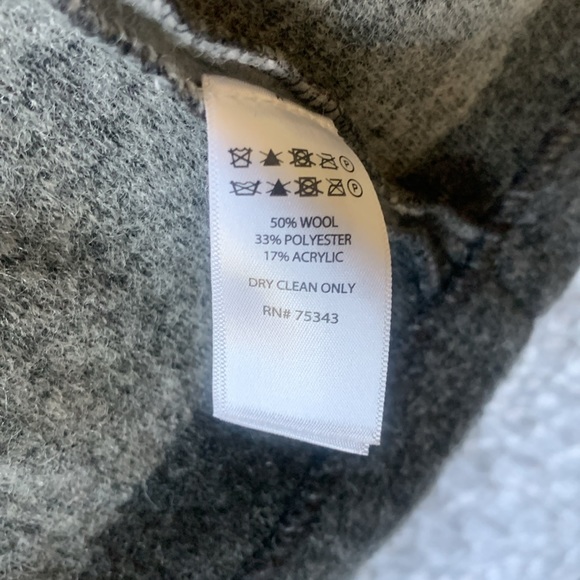 50% WOOL
33% POLYESTER
17% ACRYLIC
DRY CLEAN ONLY
RN# 75343